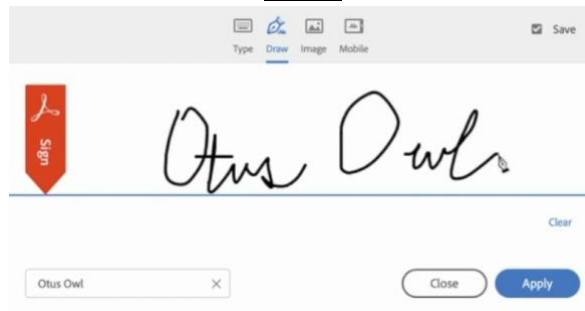 Type Draw Image Mobile Save
Sign
Otus Owl
Clear
Otus Owl Close Apply